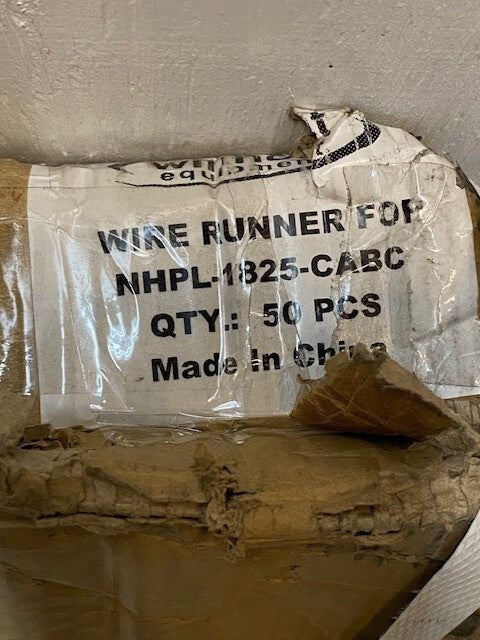 WIRE RUNNER FOR
NHPL-1825-CABC
QTY.: 50 PCS
Made In China